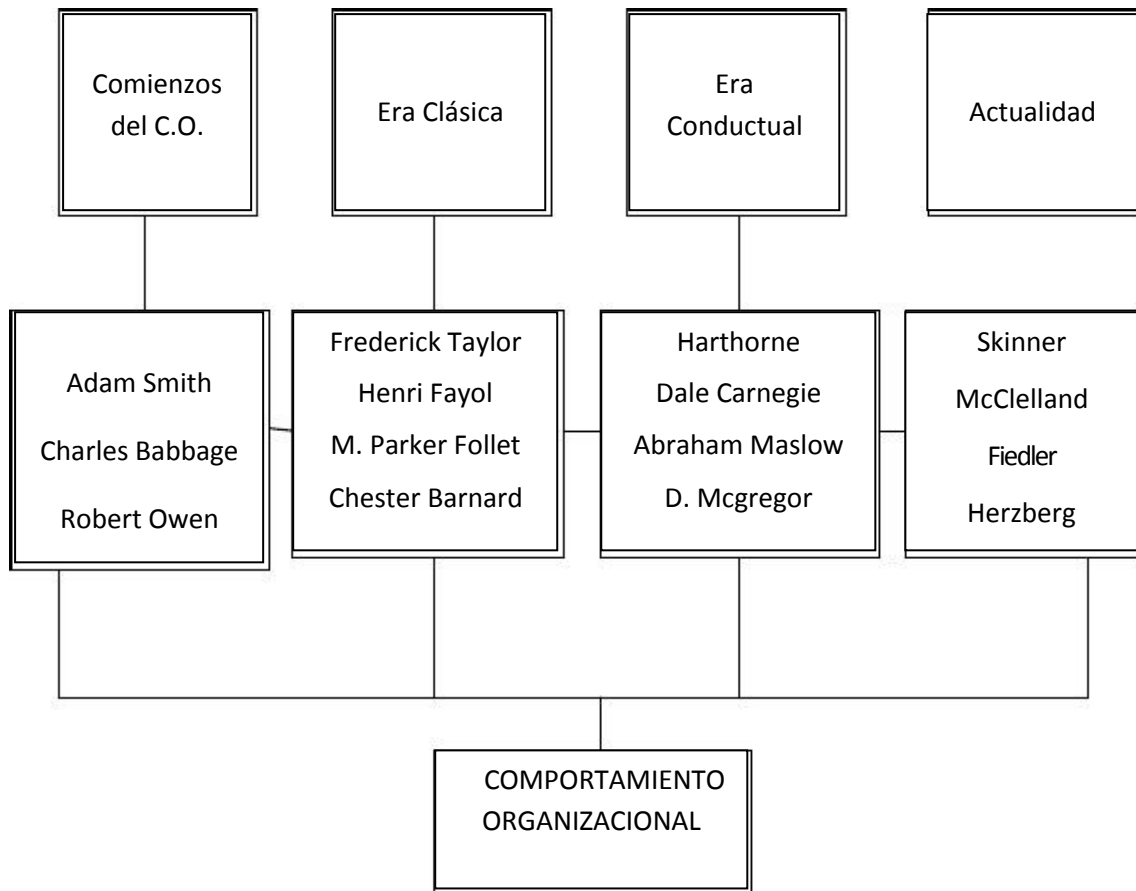 Comienzos
del C.O.
Era Clásica
Era
Conductual
Actualidad
Adam Smith
Charles Babbage
Robert Owen
Frederick Taylor
Henri Fayol
M. Parker Follet
Chester Barnard
Harthorne
Dale Carnegie
Abraham Maslow
D. Mcgregor
Skinner
McClelland
Fiedler
Herzberg
COMPORTAMIENTO
ORGANIZACIONAL